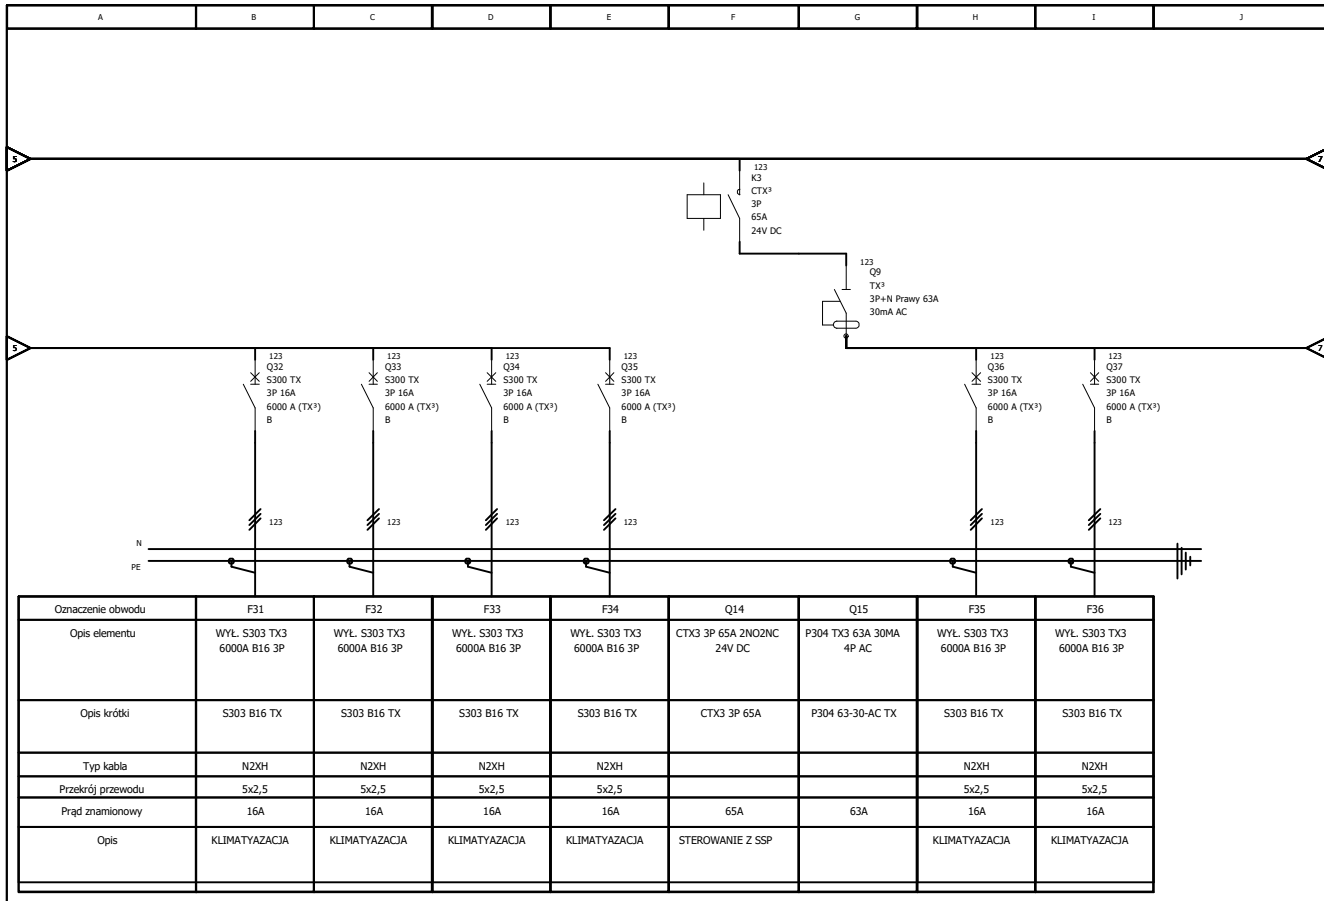 A B C D E F G H I J
5
7
123
K3
CTX³
3P
65A
24V DC
123
Q9
TX³
3P+N Prawy 63A
30mA AC
5
7
123
Q32
S300 TX
3P 16A
6000 A (TX³)
B
123
Q33
S300 TX
3P 16A
6000 A (TX³)
B
123
Q34
S300 TX
3P 16A
6000 A (TX³)
B
123
Q35
S300 TX
3P 16A
6000 A (TX³)
B
123
Q36
S300 TX
3P 16A
6000 A (TX³)
B
123
Q37
S300 TX
3P 16A
6000 A (TX³)
B
123 123 123 123 123 123
N
PE
Oznaczenie obwodu F31 F32 F33 F34 Q14 Q15 F35 F36
Opis elementu WYŁ. S303 TX3 WYŁ. S303 TX3 WYŁ. S303 TX3 WYŁ. S303 TX3 CTX3 3P 65A 2NO2NC P304 TX3 63A 30MA WYŁ. S303 TX3 WYŁ. S303 TX3
6000A B16 3P 6000A B16 3P 6000A B16 3P 6000A B16 3P 24V DC 4P AC 6000A B16 3P 6000A B16 3P
Opis krótki S303 B16 TX S303 B16 TX S303 B16 TX S303 B16 TX CTX3 3P 65A P304 63-30-AC TX S303 B16 TX S303 B16 TX
Typ kabla N2XH N2XH N2XH N2XH N2XH N2XH
Przekrój przewodu 5x2,5 5x2,5 5x2,5 5x2,5 5x2,5 5x2,5
Prąd znamionowy 16A 16A 16A 16A 65A 63A 16A 16A
Opis KLIMATYAZACJA KLIMATYAZACJA KLIMATYAZACJA KLIMATYAZACJA STEROWANIE Z SSP KLIMATYAZACJA KLIMATYAZACJA